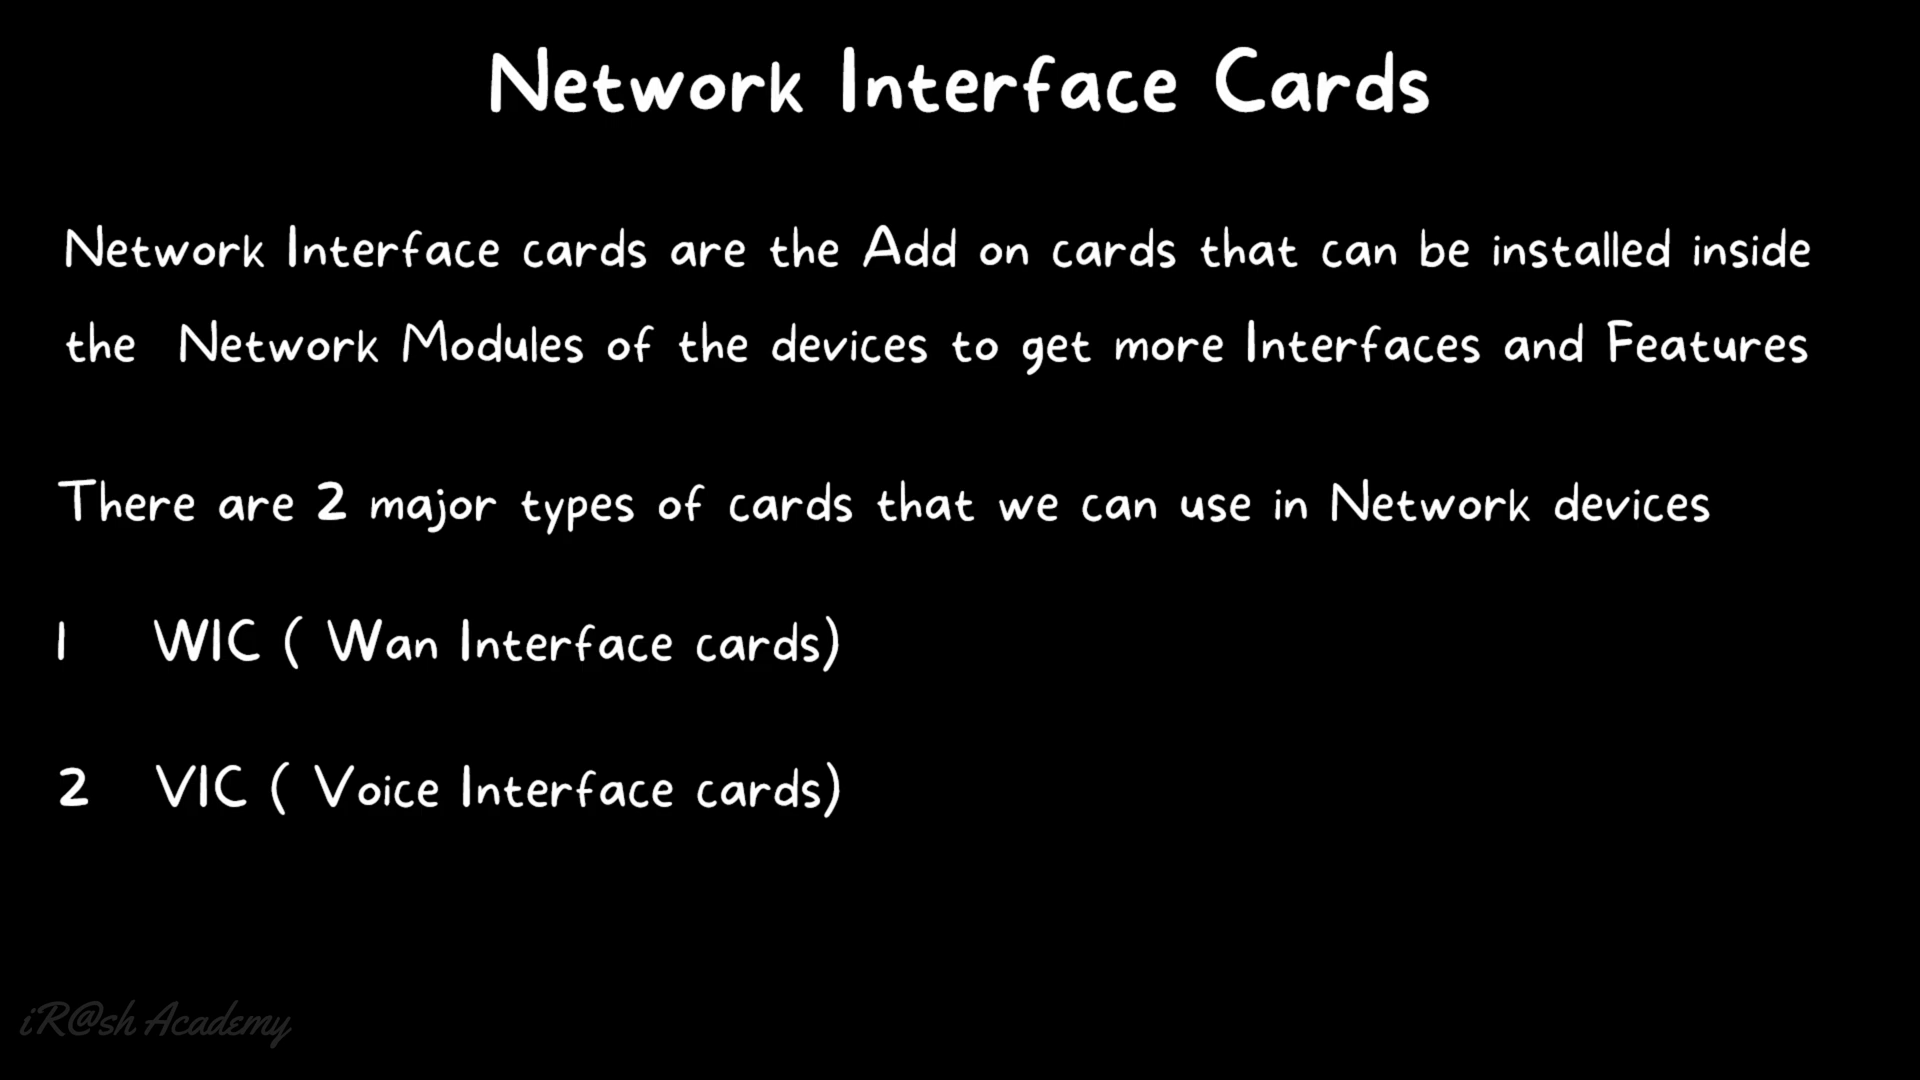 Network Interface Cards
Network Interface cards are the Add on cards that can be installed inside
the Network Modules of the devices to get more Interfaces and Features
There are 2 major types of cards that we can use in Network devices
1 WIC ( Wan Interface cards)
2 VIC ( Voice Interface cards)
iR@sh Academy